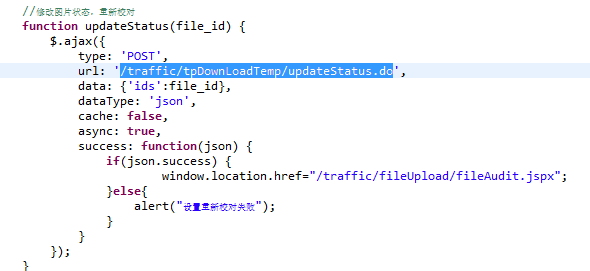 //修改图片状态，重新校对
function updateStatus(file_id) {
    $.ajax({
        type: 'POST',
        url: '/traffic/tpDownLoadTemp/updateStatus.do',
        data: {'ids':file_id},
        dataType: 'json',
        cache: false,
        async: true,
        success: function(json) {
            if(json.success) {
                    window.location.href="/traffic/fileUpload/fileAudit.jspx";
            }else{
                alert("设置重新校对失败");
            }
        }
    });
}